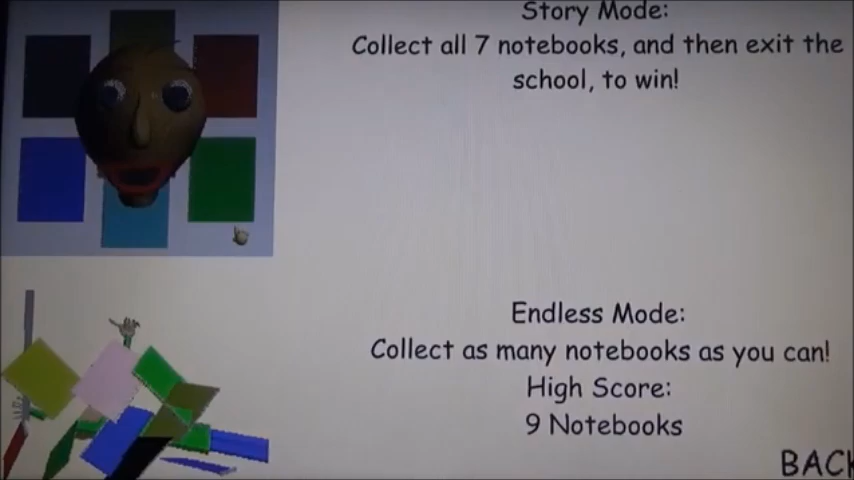 Story Mode:
Collect all 7 notebooks, and then exit the
school, to win!
Endless Mode:
Collect as many notebooks as you can!
High Score:
9 Notebooks
BACK